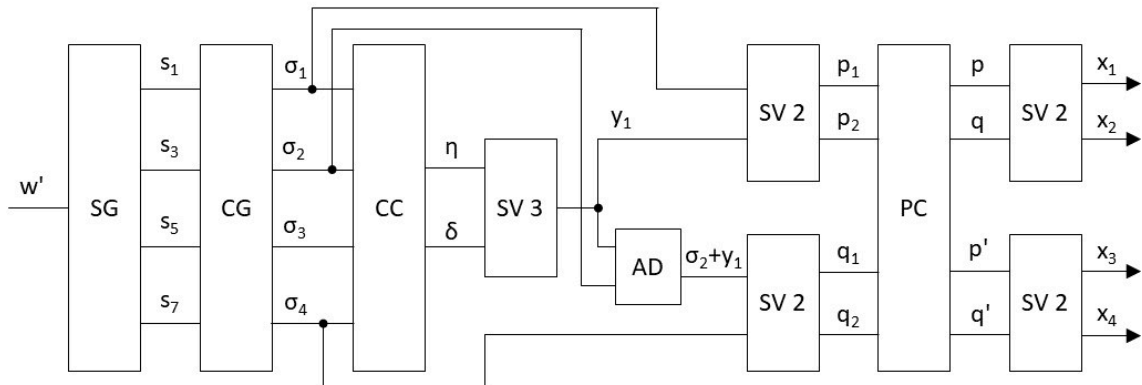 w'
SG
s₁
s₃
s₅
s₇
CG
σ₁
σ₂
σ₃
σ₄
CC
η
δ
SV 3
y₁
AD
σ₂+y₁
SV 2
SV 2
p₁
p₂
q₁
q₂
PC
p
q
p'
q'
SV 2
SV 2
x₁
x₂
x₃
x₄